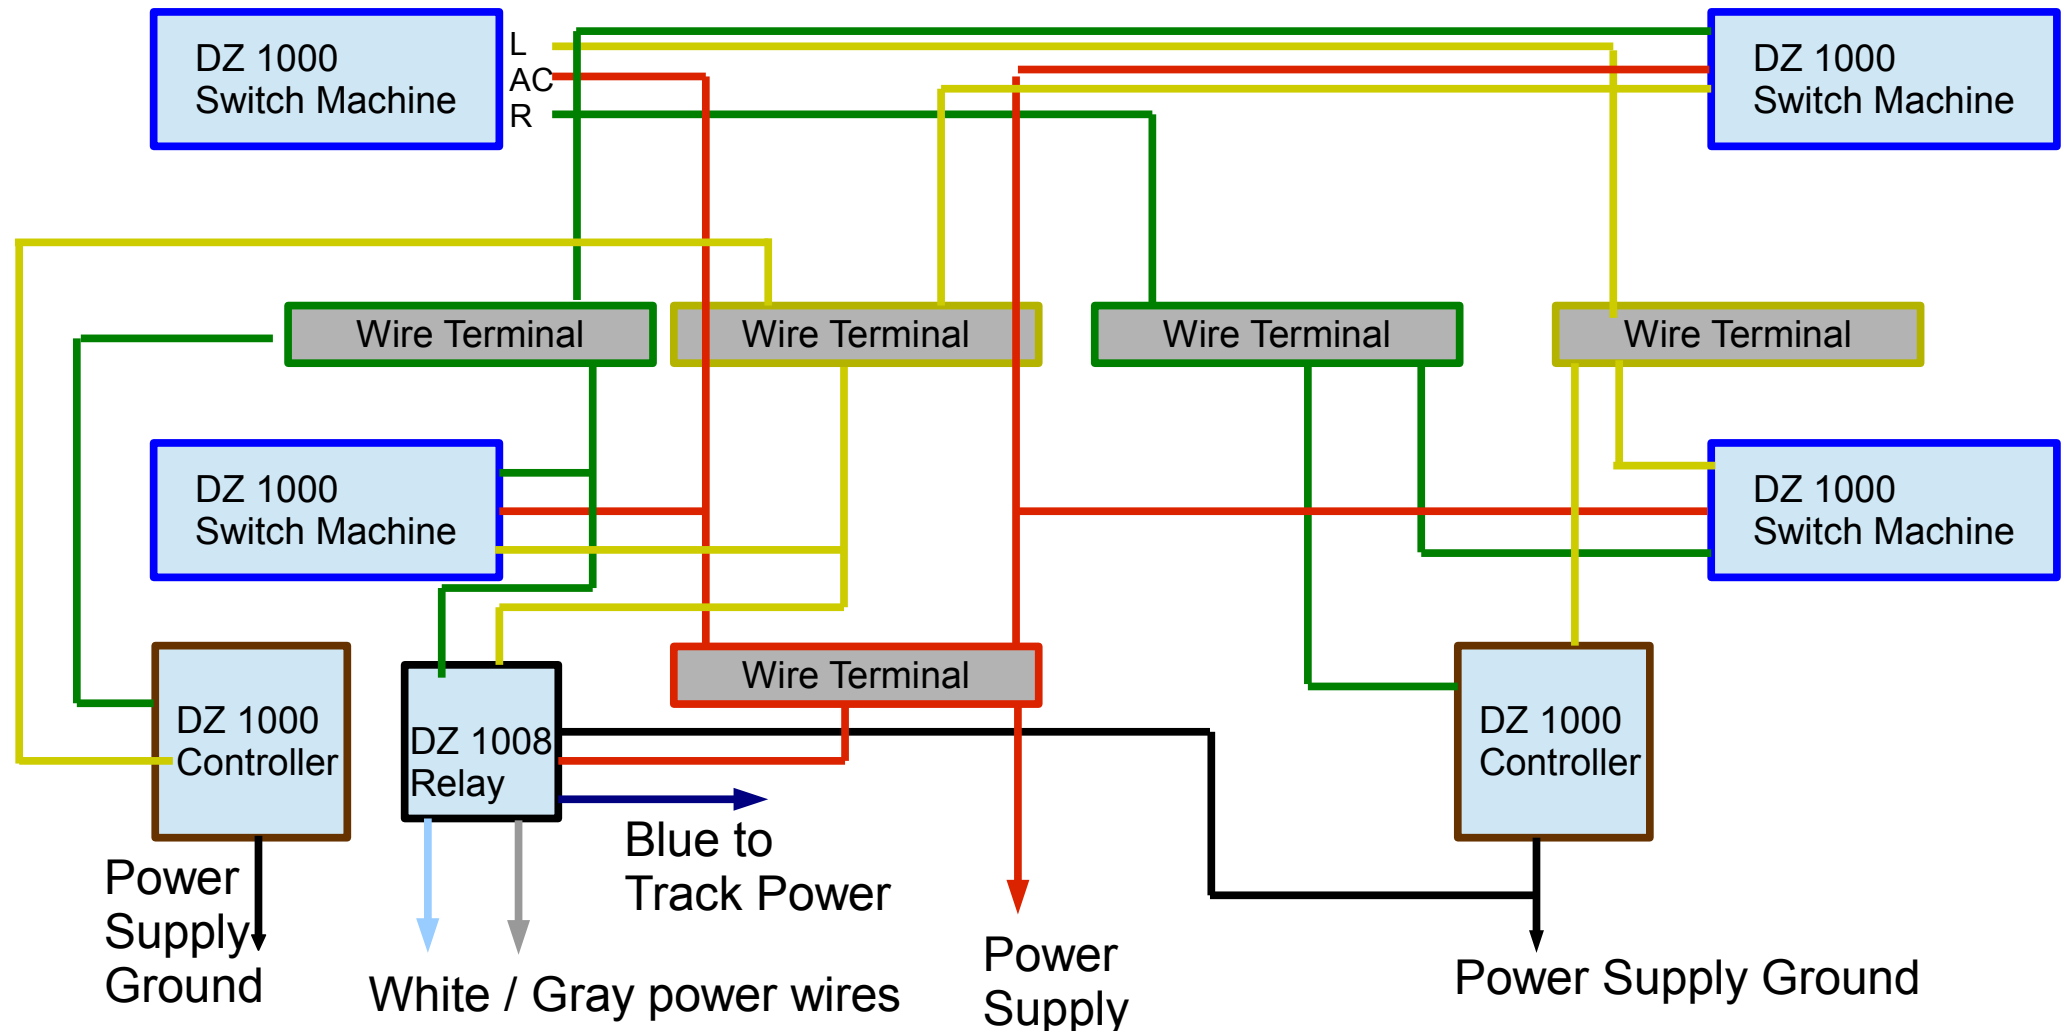 DZ 1000
Switch Machine
L
AC
R
DZ 1000
Switch Machine
Wire Terminal
Wire Terminal
Wire Terminal
Wire Terminal
DZ 1000
Switch Machine
DZ 1000
Switch Machine
Wire Terminal
DZ 1000
Controller
DZ 1008
Relay
DZ 1000
Controller
Blue to
Track Power
Power
Supply
Ground
White / Gray power wires
Power
Supply
Power Supply Ground